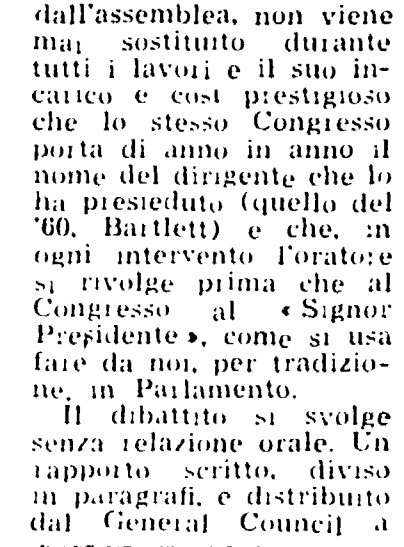 dall'assemblea, non viene
mai sostituito durante
tutti i lavori e il suo in-
carico è così prestigioso
che lo stesso Congresso
porta di anno in anno il
nome del dirigente che lo
ha presieduto (quello del
'60, Bartlett) e che, in
ogni intervento l'oratore
si rivolge prima che al
Congresso al « Signor
Presidente », come si usa
fare da noi, per tradizio-
ne, in Parlamento.
Il dibattito si svolge
senza relazione orale. Un
rapporto scritto, diviso
in paragrafi, è distribuito
dal General Council a